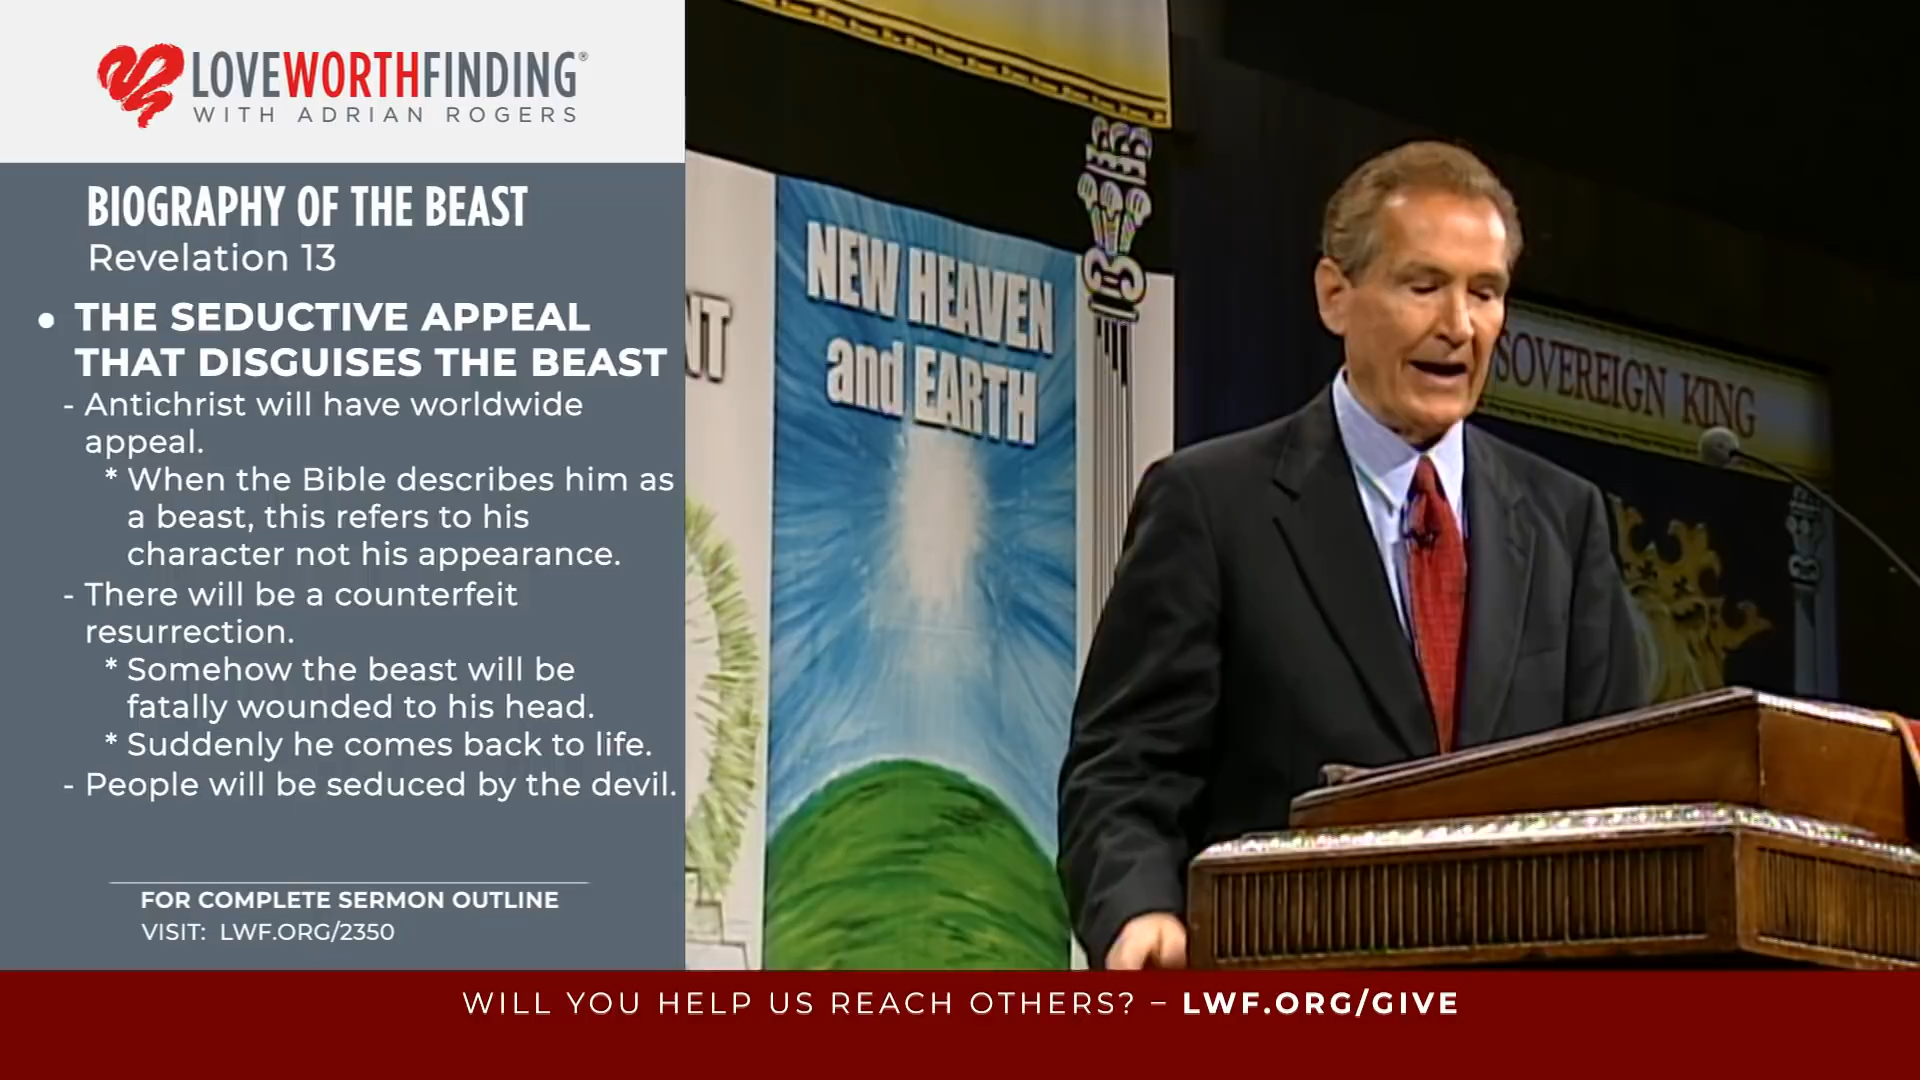 LOVEWORTHFINDING®
WITH ADRIAN ROGERS
BIOGRAPHY OF THE BEAST
Revelation 13
• THE SEDUCTIVE APPEAL
THAT DISGUISES THE BEAST
- Antichrist will have worldwide
appeal.
* When the Bible describes him as
a beast, this refers to his
character not his appearance.
- There will be a counterfeit
resurrection.
* Somehow the beast will be
fatally wounded to his head.
* Suddenly he comes back to life.
- People will be seduced by the devil.
FOR COMPLETE SERMON OUTLINE
VISIT: LWF.ORG/2350
NT
NEW HEAVEN
and EARTH
SOVEREIGN KING
WILL YOU HELP US REACH OTHERS? – LWF.ORG/GIVE